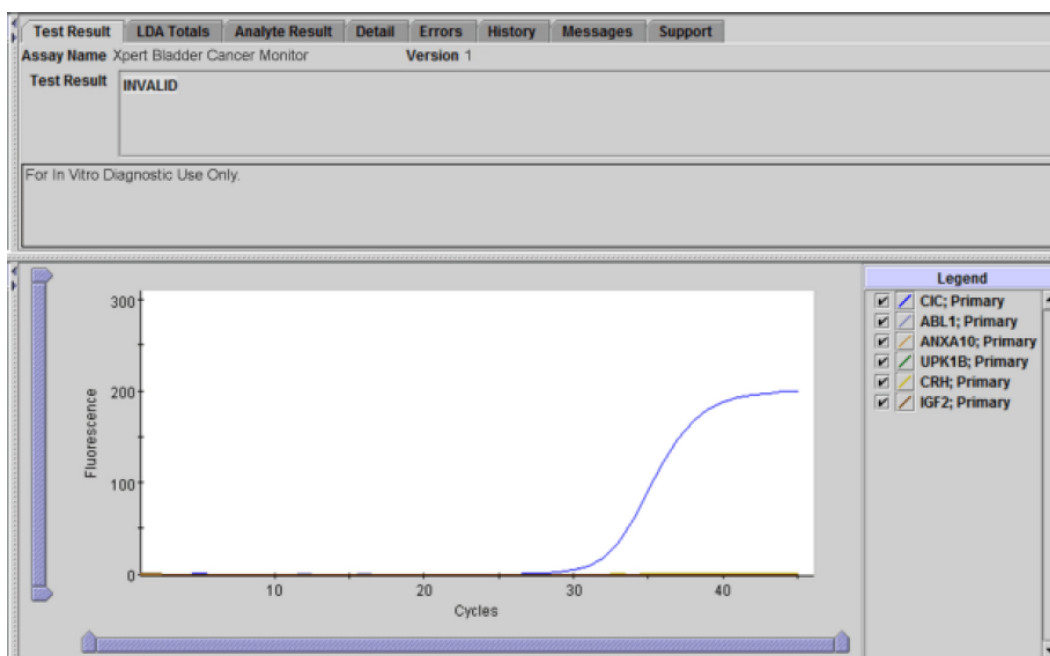 Test Result LDA Totals Analyte Result Detail Errors History Messages Support
Assay Name Xpert Bladder Cancer Monitor Version 1
Test Result INVALID
For In Vitro Diagnostic Use Only.
Legend
CIC; Primary
ABL1; Primary
ANXA10; Primary
UPK1B; Primary
CRH; Primary
IGF2; Primary
300
200
100
0
Fluorescence
10 20 30 40
Cycles